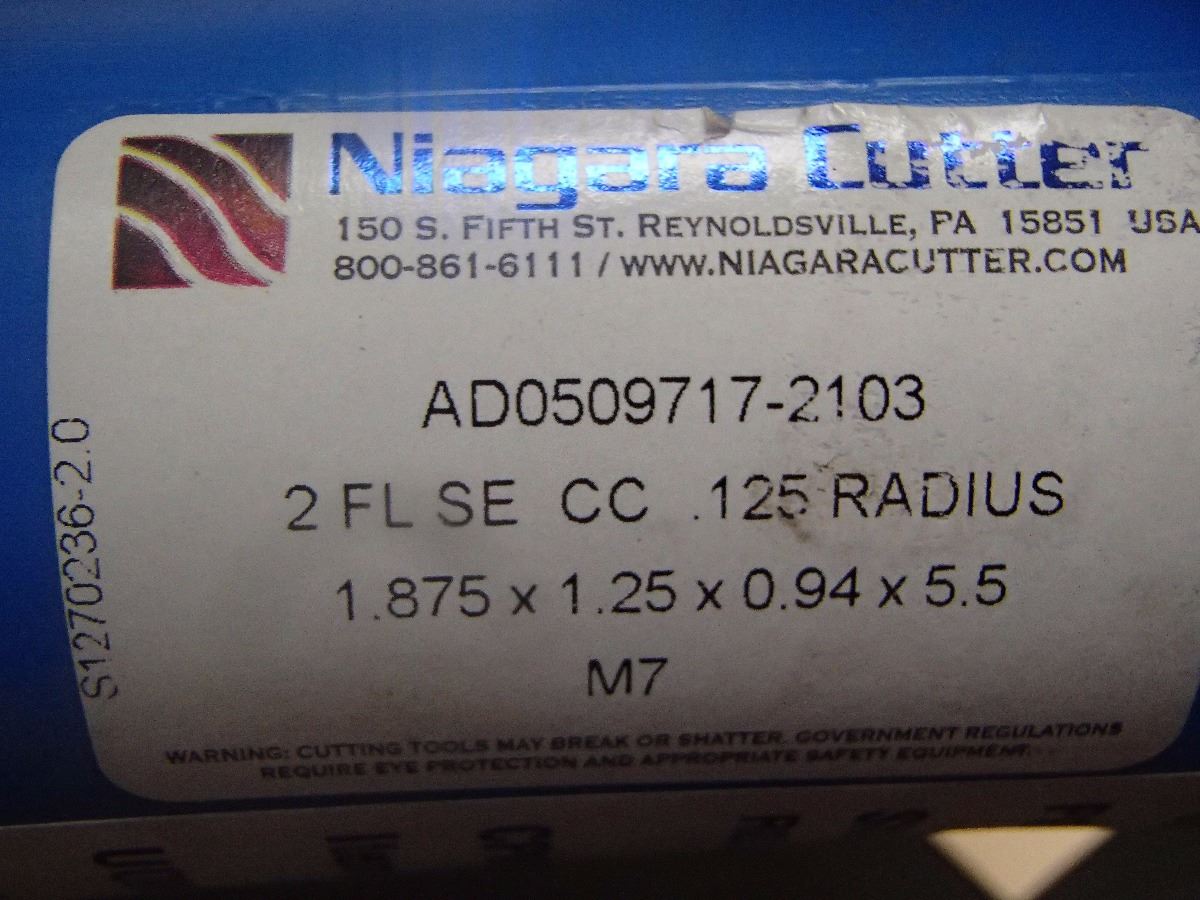 Niagara Cutter
150 S. FIFTH ST. REYNOLDSVILLE, PA 15851 USA
800-861-6111 / WWW.NIAGARACUTTER.COM
AD0509717-2103
2 FL SE CC .125 RADIUS
1.875 x 1.25 x 0.94 x 5.5
M7
WARNING: CUTTING TOOLS MAY BREAK OR SHATTER. GOVERNMENT REGULATIONS
REQUIRE EYE PROTECTION AND APPROPRIATE SAFETY EQUIPMENT.
S1270236-2.0